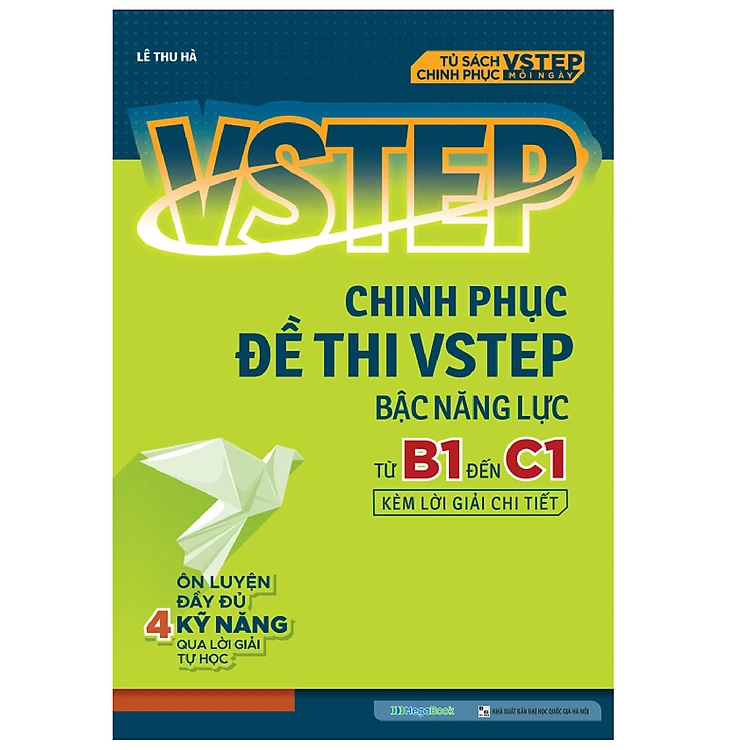 LÊ THU HÀ
TỦ SÁCH VSTEP
CHINH PHỤC MỖI NGÀY
VSTEP
CHINH PHỤC
ĐỀ THI VSTEP
BẬC NĂNG LỰC
TỪ B1 ĐẾN C1
KÈM LỜI GIẢI CHI TIẾT
ÔN LUYỆN
ĐẦY ĐỦ
4 KỸ NĂNG
QUA LỜI GIẢI
TỰ HỌC
MegaBook
NHÀ XUẤT BẢN ĐẠI HỌC QUỐC GIA HÀ NỘI